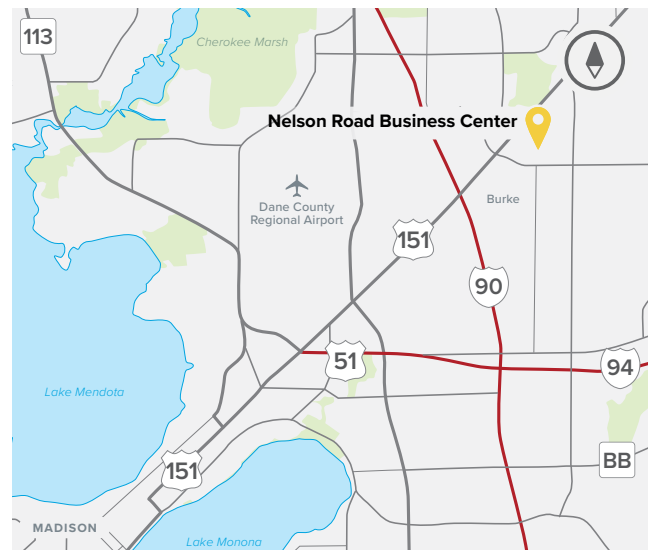 113
Cherokee Marsh
Nelson Road Business Center
Dane County
Regional Airport
Burke
151
90
51
94
Lake Mendota
151
BB
MADISON
Lake Monona